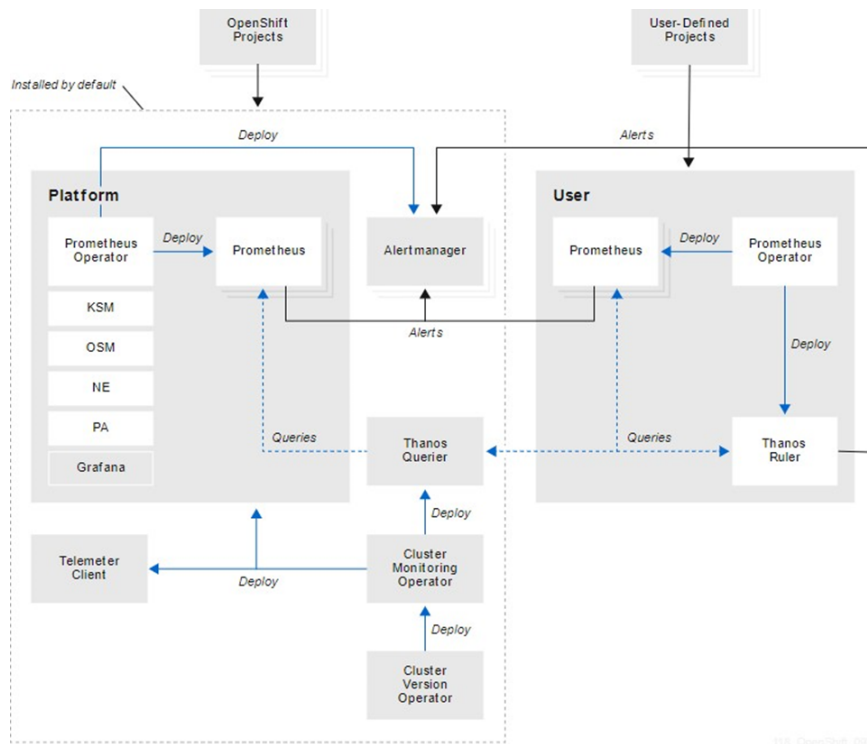 OpenShift
Projects
User-Defined
Projects
Installed by default
Deploy
Alerts
Platform
User
Prometheus
Operator
Deploy
Prometheus
Alertmanager
Prometheus
Deploy
Prometheus
Operator
KSM
Alerts
OSM
Deploy
NE
PA
Queries
Thanos
Querier
Queries
Thanos
Ruler
Grafana
Deploy
Telemeter
Client
Deploy
Cluster
Monitoring
Operator
Deploy
Cluster
Version
Operator